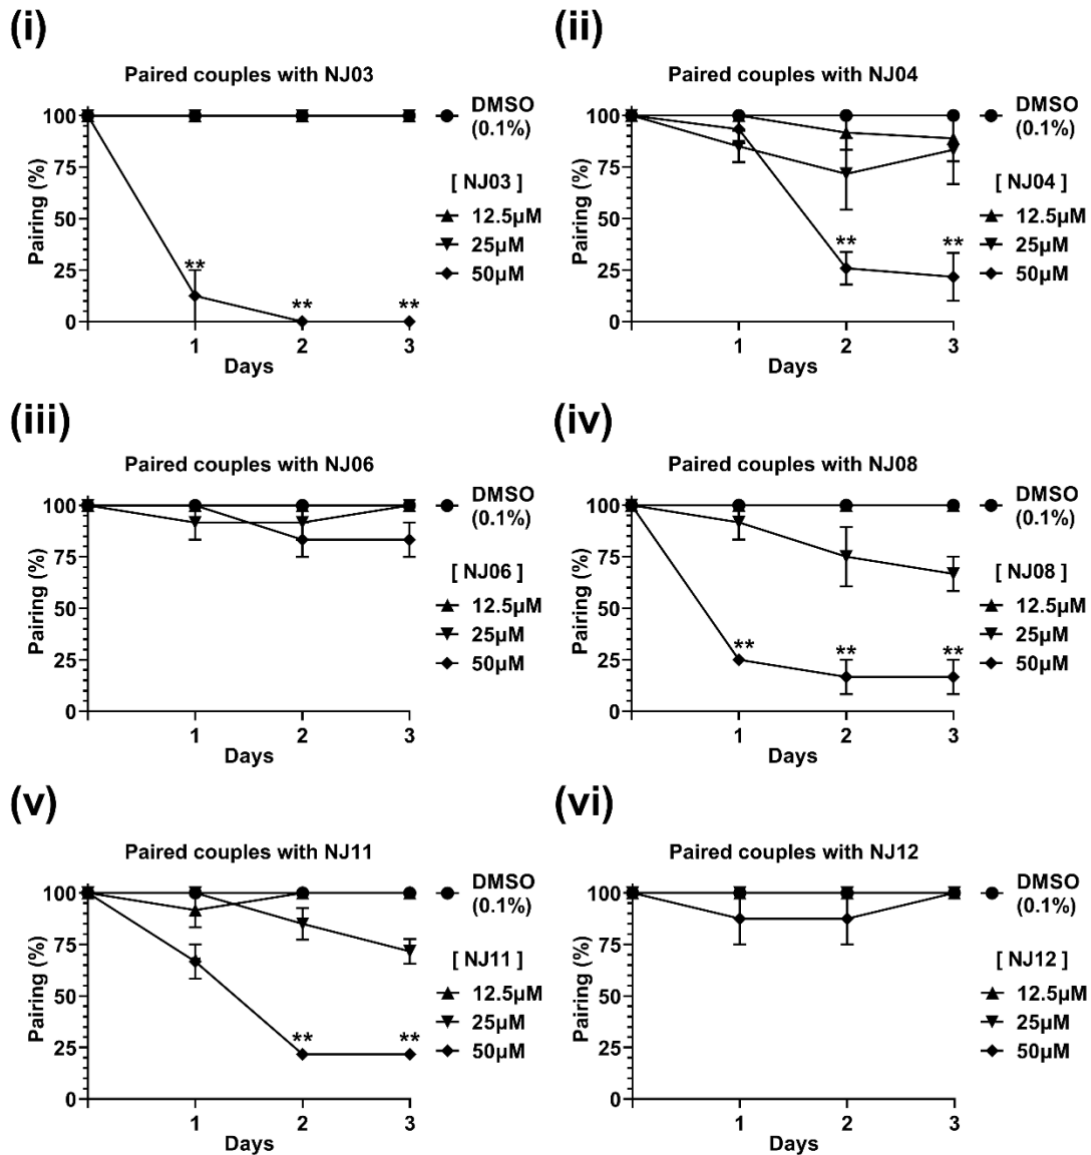 (i)
Paired couples with NJ03
Pairing (%)
100
75
50
25
0
**
**
**
1
2
3
Days
DMSO
(0.1%)
[ NJ03 ]
12.5µM
25µM
50µM
(ii)
Paired couples with NJ04
Pairing (%)
100
75
50
25
0
**
**
1
2
3
Days
DMSO
(0.1%)
[ NJ04 ]
12.5µM
25µM
50µM
(iii)
Paired couples with NJ06
Pairing (%)
100
75
50
25
0
1
2
3
Days
DMSO
(0.1%)
[ NJ06 ]
12.5µM
25µM
50µM
(iv)
Paired couples with NJ08
Pairing (%)
100
75
50
25
0
**
**
**
1
2
3
Days
DMSO
(0.1%)
[ NJ08 ]
12.5µM
25µM
50µM
(v)
Paired couples with NJ11
Pairing (%)
100
75
50
25
0
**
**
1
2
3
Days
DMSO
(0.1%)
[ NJ11 ]
12.5µM
25µM
50µM
(vi)
Paired couples with NJ12
Pairing (%)
100
75
50
25
0
1
2
3
Days
DMSO
(0.1%)
[ NJ12 ]
12.5µM
25µM
50µM